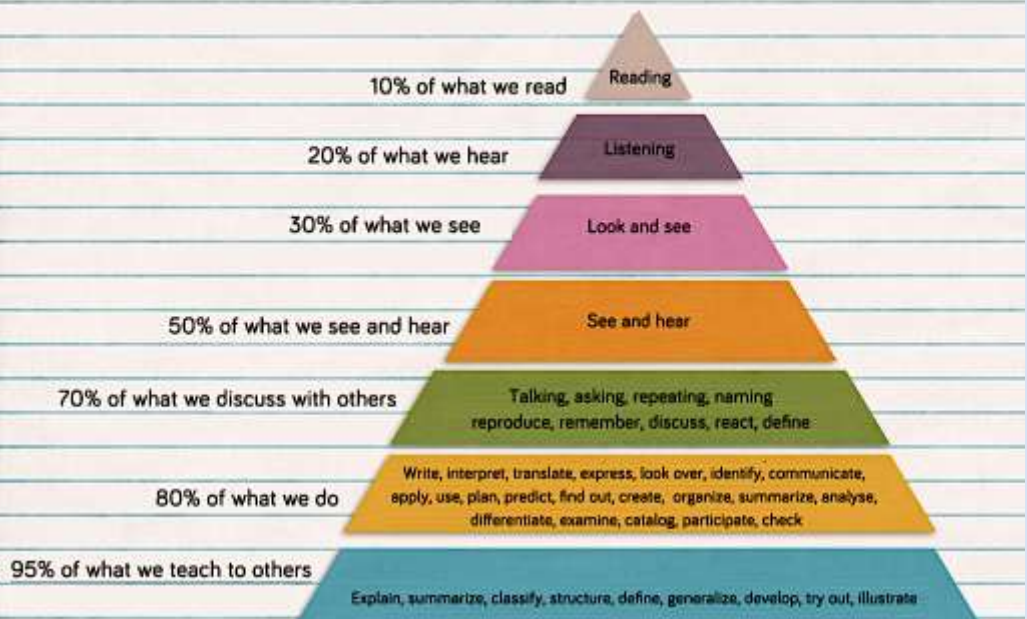 Reading
10% of what we read
Listening
20% of what we hear
30% of what we see
Look and see
50% of what we see and hear
See and hear
70% of what we discuss with others
Talking, asking, repeating, naming
reproduce, remember, discuss, react, define
Write, interpret, translate, express, look over, identify, communicate,
80% of what we do
apply, use, plan, predict, find out, create, organize, summarize, analyse,
differentiate, examine, catalog, participate, check
95% of what we teach to others
Explain, summarize, classify, structure, define, generalize, develop, try out, illustrate